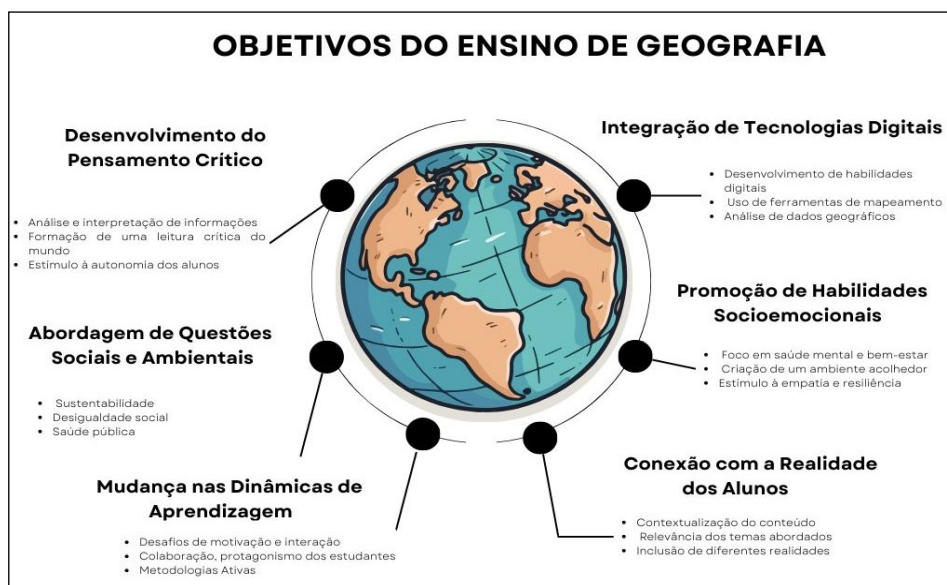 OBJETIVOS DO ENSINO DE GEOGRAFIA
Desenvolvimento do
Pensamento Crítico
• Análise e interpretação de informações
• Formação de uma leitura crítica do
mundo
• Estímulo à autonomia dos alunos
Abordagem de Questões
Sociais e Ambientais
• Sustentabilidade
• Desigualdade social
• Saúde pública
Mudança nas Dinâmicas de
Aprendizagem
• Desafios de motivação e interação
• Colaboração, protagonismo dos estudantes
• Metodologias Ativas
Integração de Tecnologias Digitais
• Desenvolvimento de habilidades
digitais
• Uso de ferramentas de mapeamento
• Análise de dados geográficos
Promoção de Habilidades
Socioemocionais
• Foco em saúde mental e bem-estar
• Criação de um ambiente acolhedor
• Estímulo à empatia e resiliência
Conexão com a Realidade
dos Alunos
• Contextualização do conteúdo
• Relevância dos temas abordados
• Inclusão de diferentes realidades